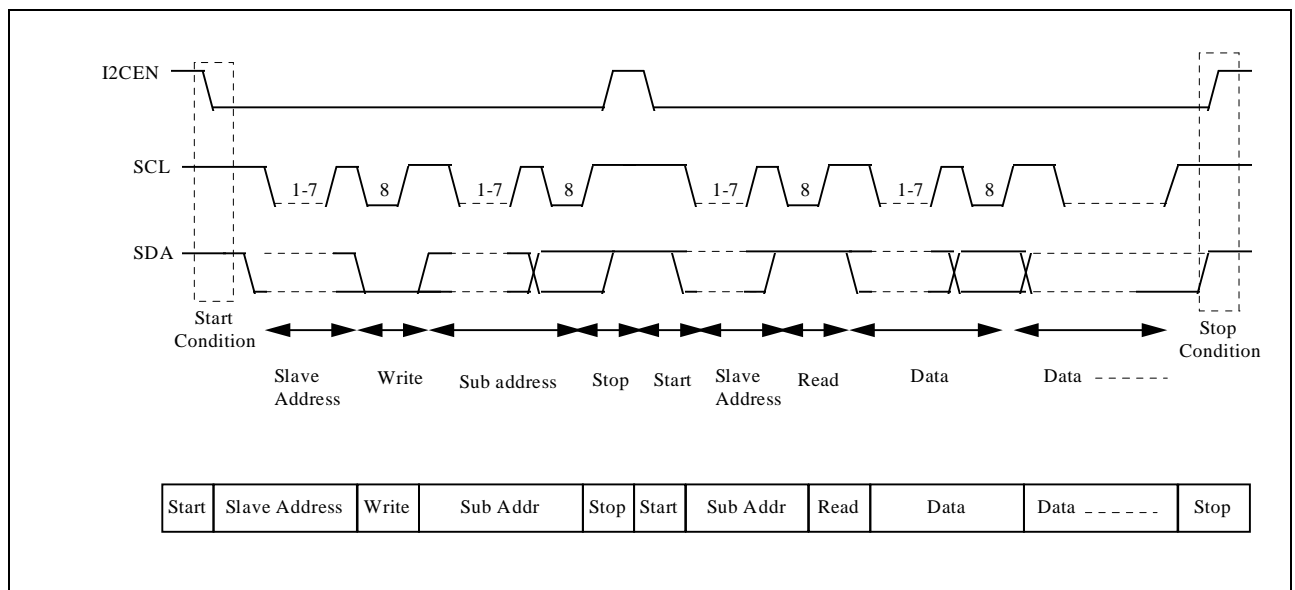 I2CEN
SCL
1-7 8 1-7 8 1-7 8 1-7 8
SDA
Start
Condition
Stop
Condition
Slave
Address
Write
Sub address
Stop
Start
Slave
Address
Read
Data
Data
Start Slave Address Write Sub Addr Stop Start Sub Addr Read Data Data Stop